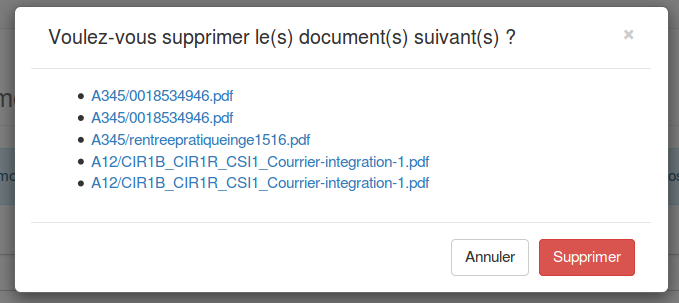 Voulez-vous supprimer le(s) document(s) suivant(s) ?
×
A345/0018534946.pdf
A345/0018534946.pdf
A345/rentreepratiqueinge1516.pdf
A12/CIR1B_CIR1R_CSI1_Courrier-integration-1.pdf
A12/CIR1B_CIR1R_CSI1_Courrier-integration-1.pdf
Annuler Supprimer